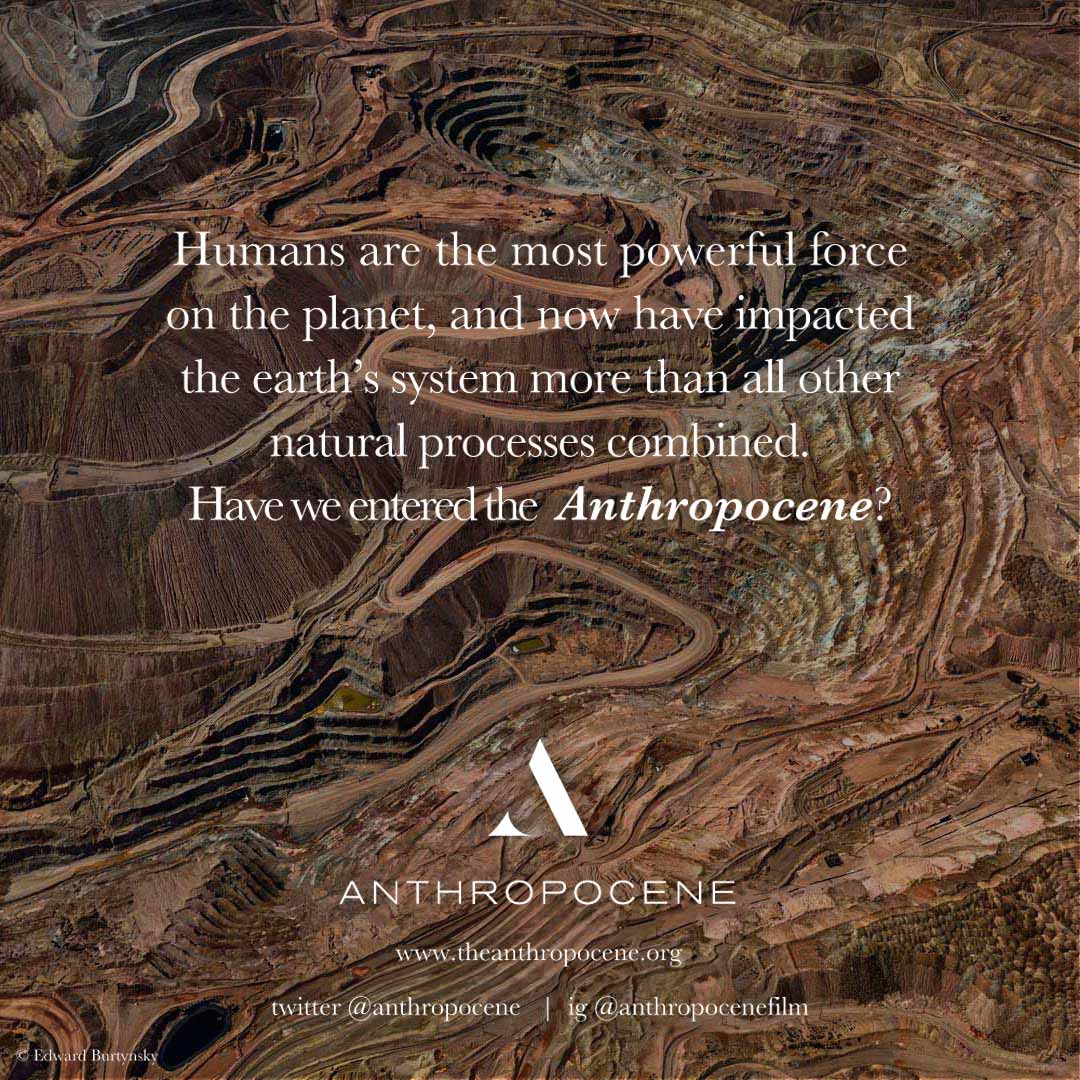 Humans are the most powerful force
on the planet, and now have impacted
the earth’s system more than all other
natural processes combined.
Have we entered the Anthropocene?
ANTHROPOCENE
www.theanthropocene.org
twitter @anthropocene | ig @anthropocenefilm
© Edward Burtynsky